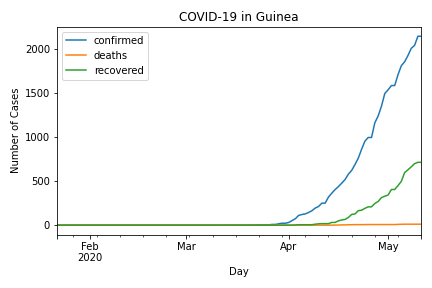 COVID-19 in Guinea
confirmed
deaths
recovered
Number of Cases
2000
1500
1000
500
0
Feb
2020
Mar
Apr
May
Day